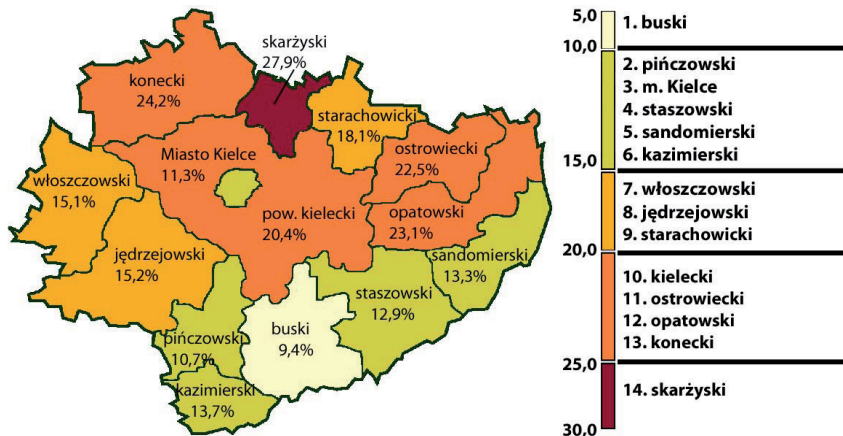 skarżyski
27,9%
konecki
24,2%
starachowicki
18,1%
Miasto Kielce
11,3%
ostrowiecki
22,5%
włoszczowski
15,1%
pow. kielecki
20,4%
opatowski
23,1%
jędrzejowski
15,2%
sandomierski
13,3%
staszowski
12,9%
pińczowski
10,7%
buski
9,4%
kazimierski
13,7%
5,0
1. buski
10,0
2. pińczowski
3. m. Kielce
4. staszowski
5. sandomierski
6. kazimierski
15,0
7. włoszczowski
8. jędrzejowski
9. starachowicki
20,0
10. kielecki
11. ostrowiecki
12. opatowski
13. konecki
25,0
14. skarżyski
30,0